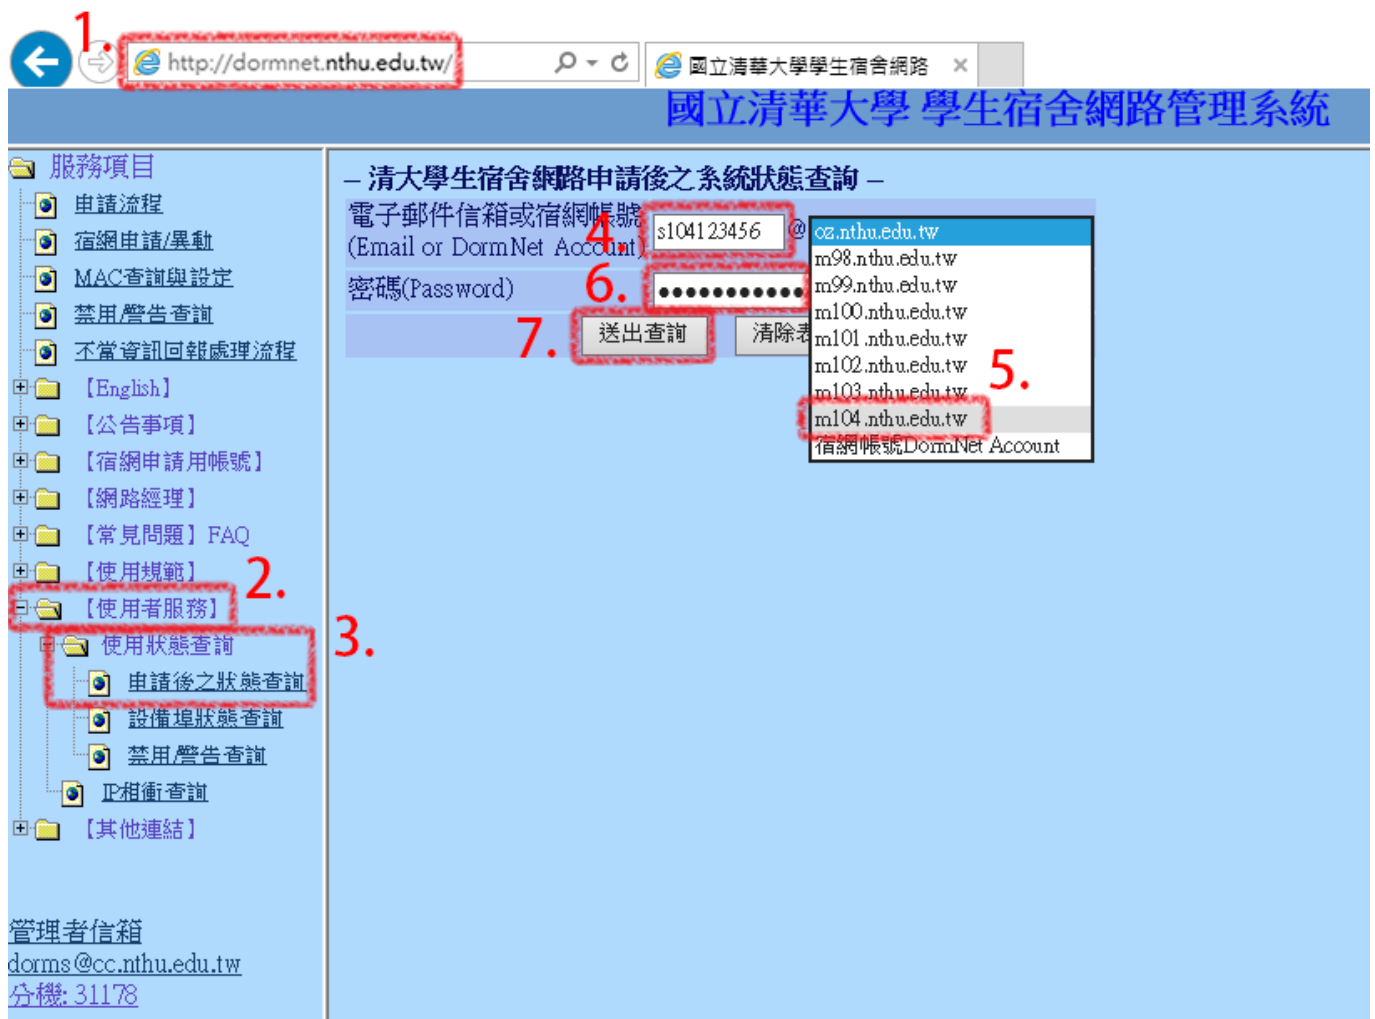 1.
http://dormnet.nthu.edu.tw/
國立清華大學學生宿舍網路
國立清華大學 學生宿舍網路管理系統
服務項目
申請流程
宿網申請/異動
MAC查詢與設定
禁用/警告查詢
不當資訊回報處理流程
【English】
【公告事項】
【宿網申請用帳號】
【網路經理】
【常見問題】FAQ
【使用規範】
【使用者服務】
2.
使用狀態查詢
3.
申請後之狀態查詢
設備埠狀態查詢
禁用/警告查詢
IP相衝查詢
【其他連結】
管理者信箱
dorms@cc.nthu.edu.tw
分機: 31178
– 清大學生宿舍網路申請後之系統狀態查詢 –
電子郵件信箱或宿網帳號
(Email or DormNet Account)
4.
s104123456 @
密碼(Password)
6.
•••••••••••
7.
送出查詢
清除表
oz.nthu.edu.tw
m98.nthu.edu.tw
m99.nthu.edu.tw
m100.nthu.edu.tw
m101.nthu.edu.tw
m102.nthu.edu.tw
m103.nthu.edu.tw
m104.nthu.edu.tw
宿網帳號DormNet Account
5.